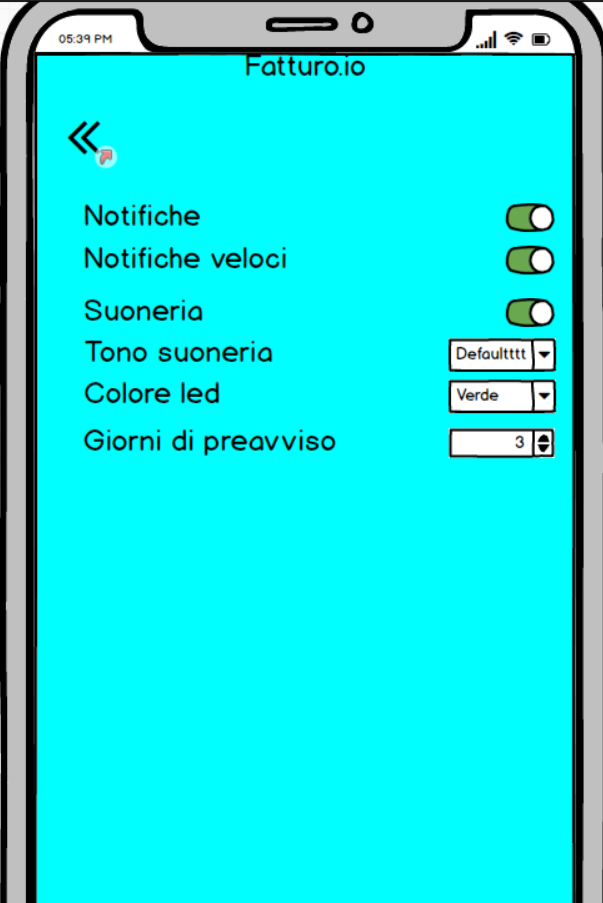 05:39 PM
Fatturo.io
Notifiche
Notifiche veloci
Suoneria
Tono suoneria Defaultttt
Colore led Verde
Giorni di preavviso 3